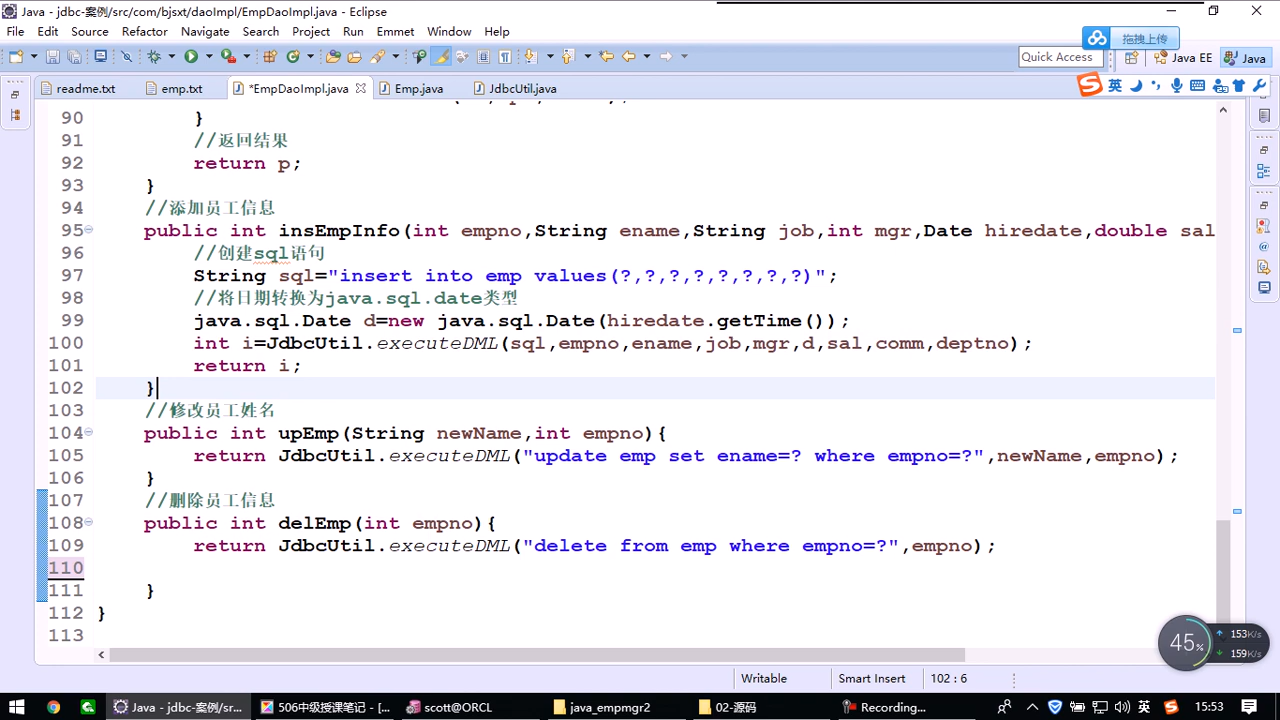 Java - jdbc-案例/src/com/bjsxt/daoImpl/EmpDaoImpl.java - Eclipse
拖拽上传
File Edit Source Refactor Navigate Search Project Run Emmet Window Help
Quick Access Java EE Java
readme.txt emp.txt *EmpDaoImpl.java Emp.java JdbcUtil.java
英
90 }
91 //返回结果
92 return p;
93 }
94 //添加员工信息
95 public int insEmpInfo(int empno,String ename,String job,int mgr,Date hiredate,double sal
96 //创建sql语句
97 String sql="insert into emp values(?,?,?,?,?,?,?,?)";
98 //将日期转换为java.sql.date类型
99 java.sql.Date d=new java.sql.Date(hiredate.getTime());
100 int i=JdbcUtil.executeDML(sql,empno,ename,job,mgr,d,sal,comm,deptno);
101 return i;
102 }
103 //修改员工姓名
104 public int upEmp(String newName,int empno){
105 return JdbcUtil.executeDML("update emp set ename=? where empno=?",newName,empno);
106 }
107 //删除员工信息
108 public int delEmp(int empno){
109 return JdbcUtil.executeDML("delete from emp where empno=?",empno);
110
111 }
112 }
113
45% 153K/s
159K/s
Writable Smart Insert 102 : 6
Java - jdbc-案例/sr... 506中级授课笔记 - [... scott@ORCL java_empmgr2 02-源码 Recording... 英 15:53